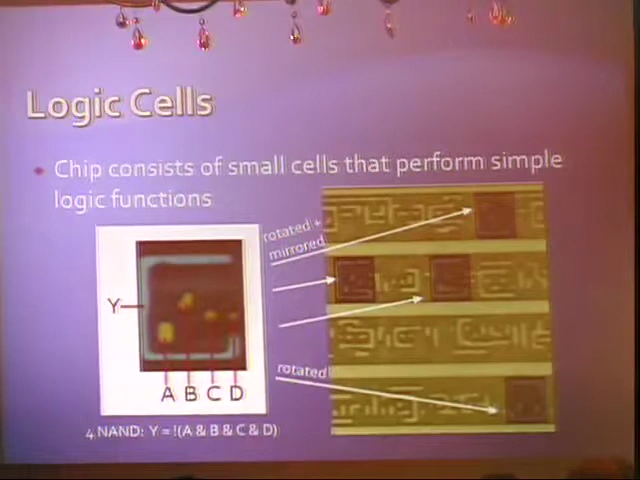 Logic Cells
Chip consists of small cells that perform simple
logic functions
rotated +
mirrored
Y
rotated
A B C D
4 NAND: Y = !(A & B & C & D)